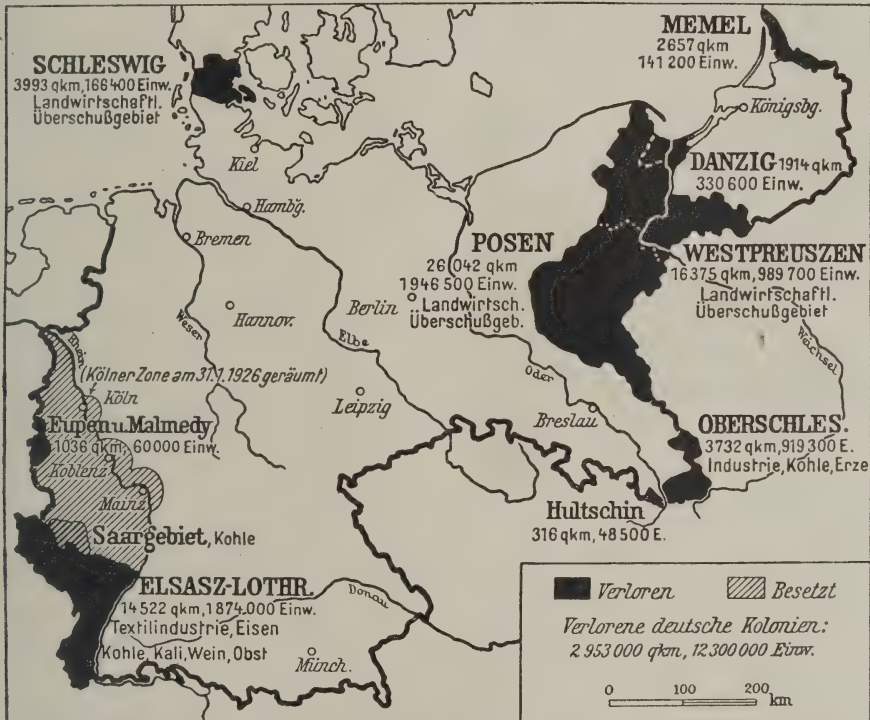 MEMEL
2657 qkm
141 200 Einw.
SCHLESWIG
3993 qkm, 166 400 Einw.
Landwirtschaftl.
Überschußgebiet
Königsbg.
Kiel
DANZIG 1914 qkm
330 600 Einw.
Hambg.
Bremen
POSEN
26 042 qkm
1 946 500 Einw.
Landwirtsch.
Überschußgeb.
WESTPREUSZEN
16 375 qkm, 989 700 Einw.
Landwirtschaftl.
Überschußgebiet
Berlin
Hannov.
Weser
Elbe
Weichsel
Rhein
(Kölner Zone am 31.1.1926 geräumt)
Oder
Köln
Leipzig
Breslau
Eupen u. Malmedy
1036 qkm, 60 000 Einw.
OBERSCHLES.
3732 qkm, 919 300 E.
Industrie, Kohle, Erze
Koblenz
Mainz
Hultschin
316 qkm, 48 500 E.
Saargebiet, Kohle
ELSASZ-LOTHR.
14 522 qkm, 1 874.000 Einw.
Textilindustrie, Eisen
Kohle, Kali, Wein, Obst
Donau
Münch.
Verloren
Besetzt
Verlorene deutsche Kolonien:
2 953 000 qkm, 12 300 000 Einw.
0 100 200 km